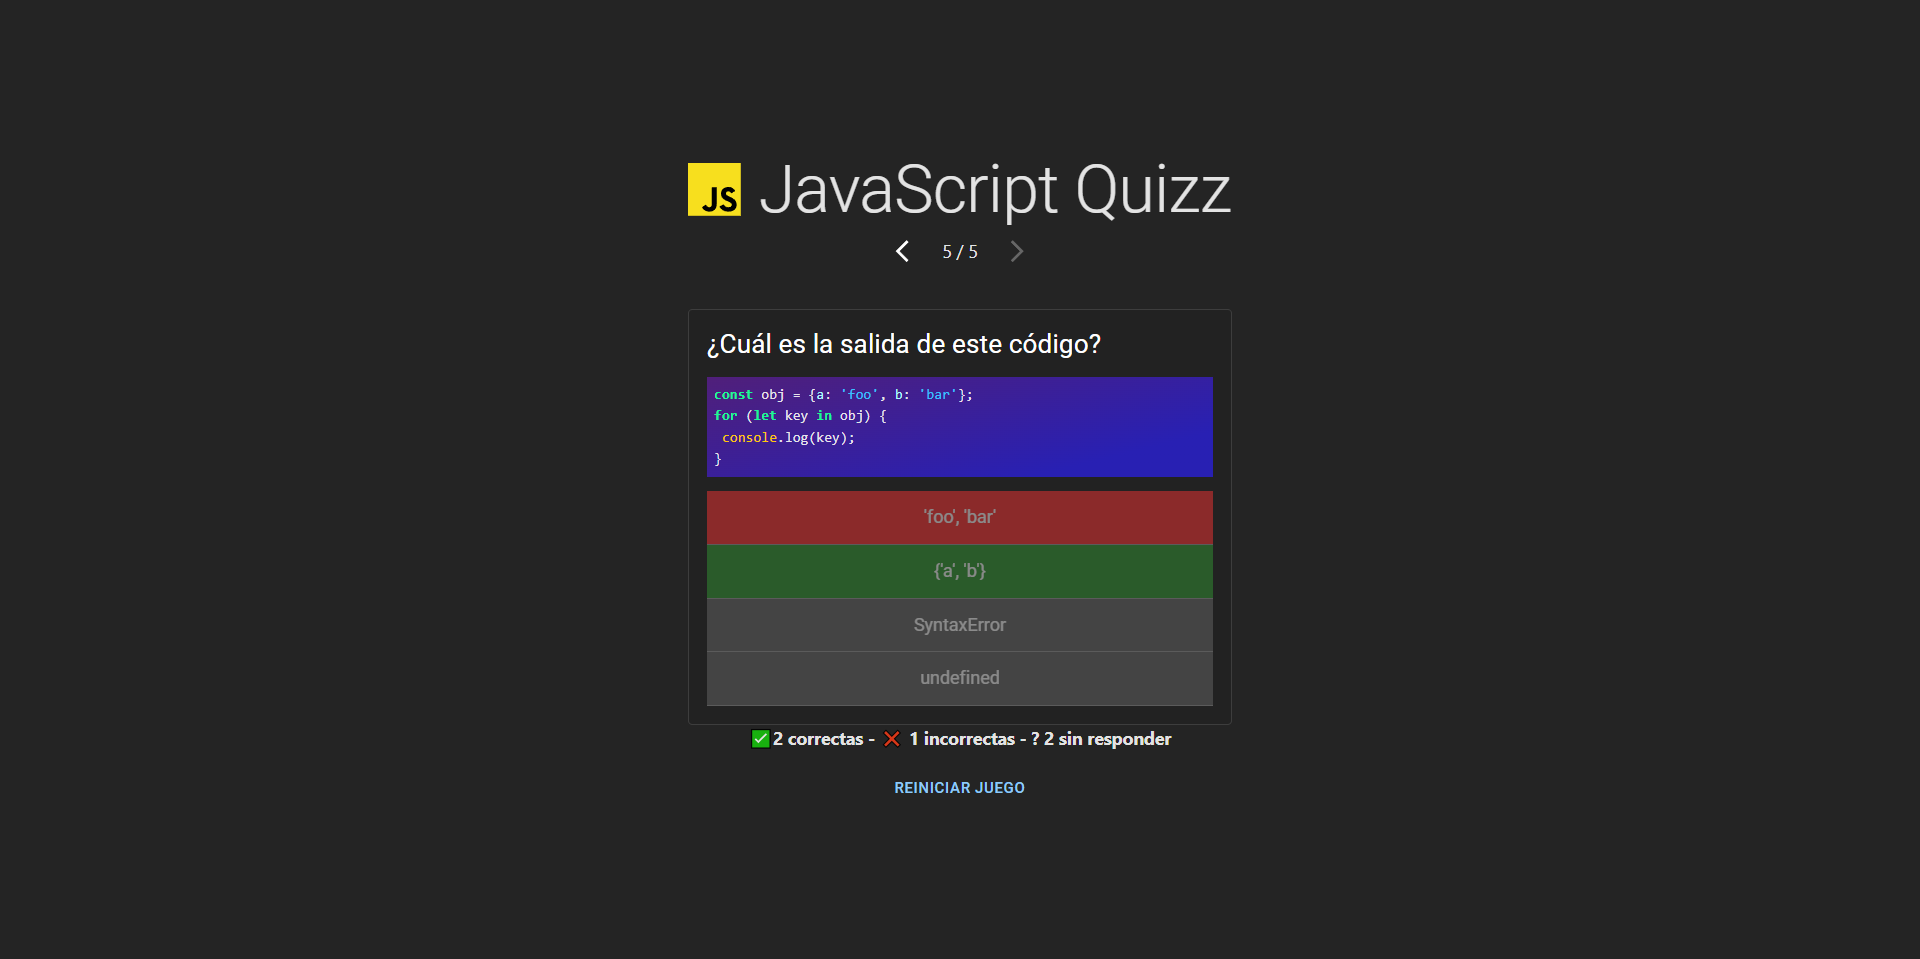 JS JavaScript Quizz
5 / 5
¿Cuál es la salida de este código?
const obj = {a: 'foo', b: 'bar'};
for (let key in obj) {
 console.log(key);
}
'foo', 'bar'
{'a', 'b'}
SyntaxError
undefined
✅ 2 correctas - ❌ 1 incorrectas - ? 2 sin responder
REINICIAR JUEGO